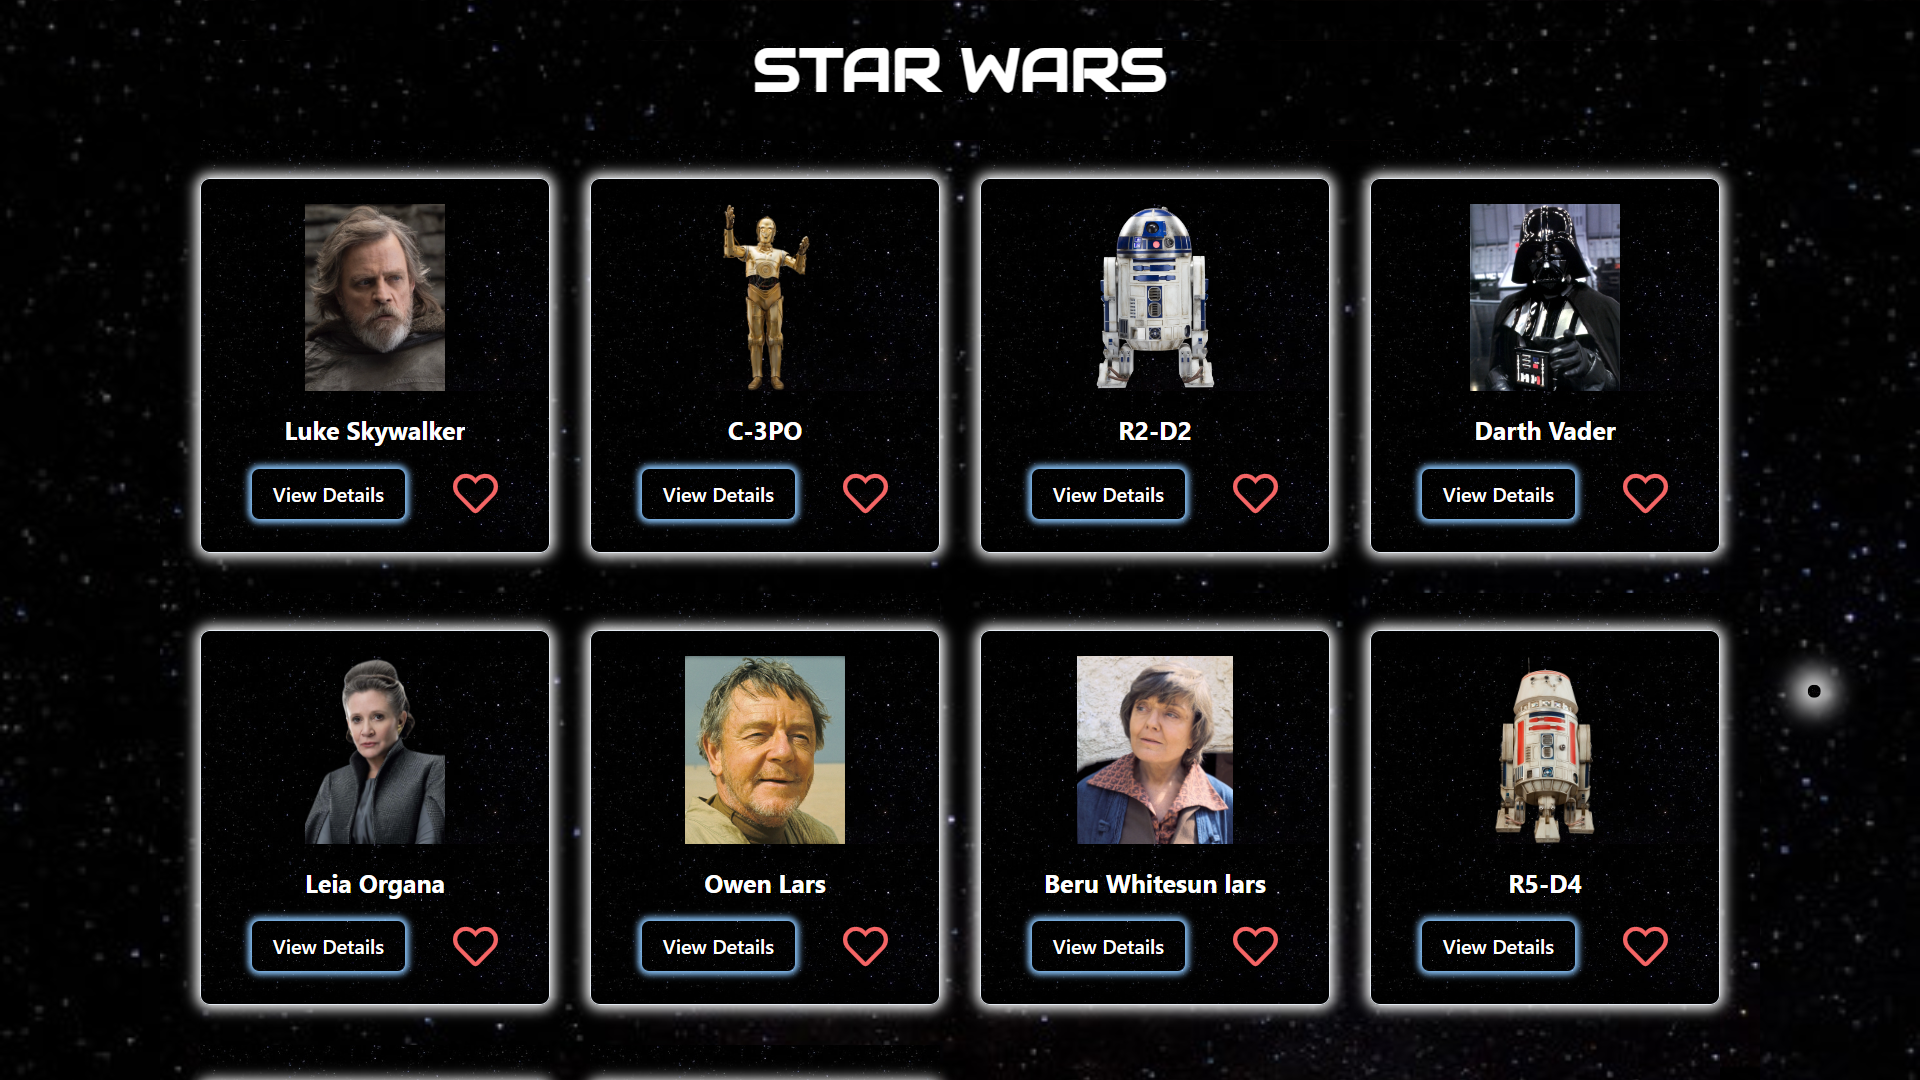 STAR WARS
Luke Skywalker
View Details
C-3PO
View Details
R2-D2
View Details
Darth Vader
View Details
Leia Organa
View Details
Owen Lars
View Details
Beru Whitesun lars
View Details
R5-D4
View Details